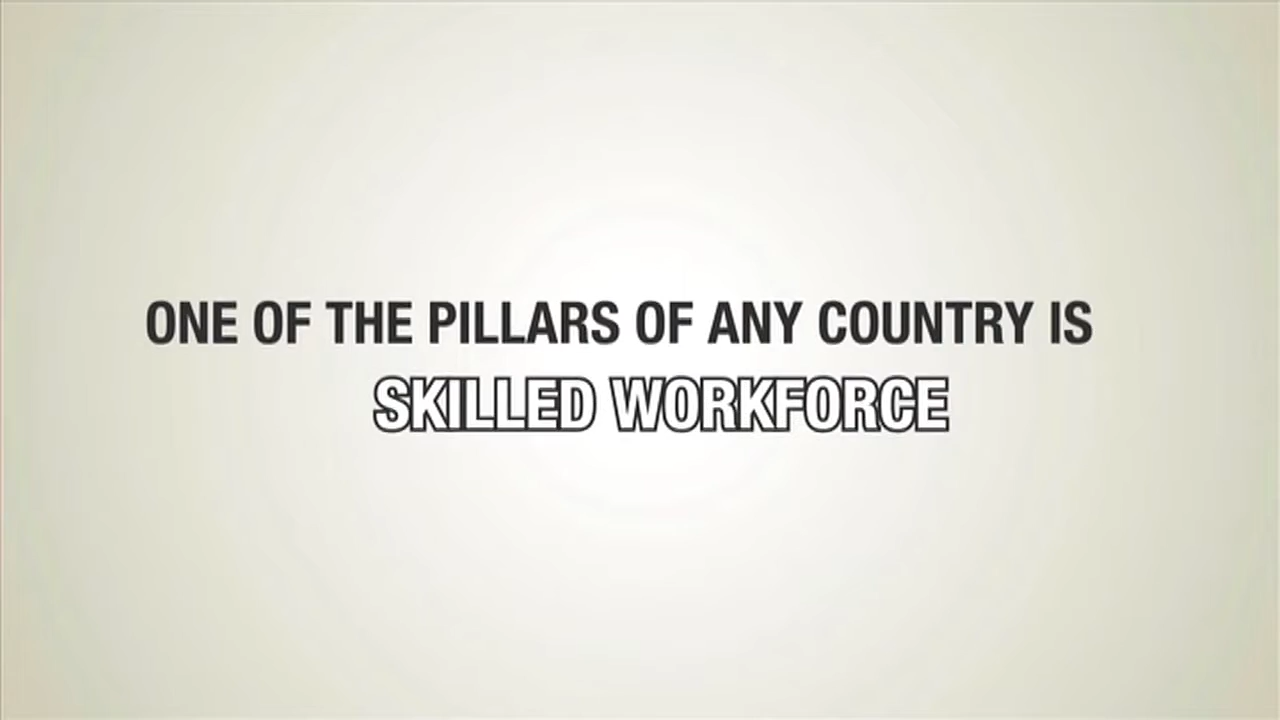 ONE OF THE PILLARS OF ANY COUNTRY IS
SKILLED WORKFORCE